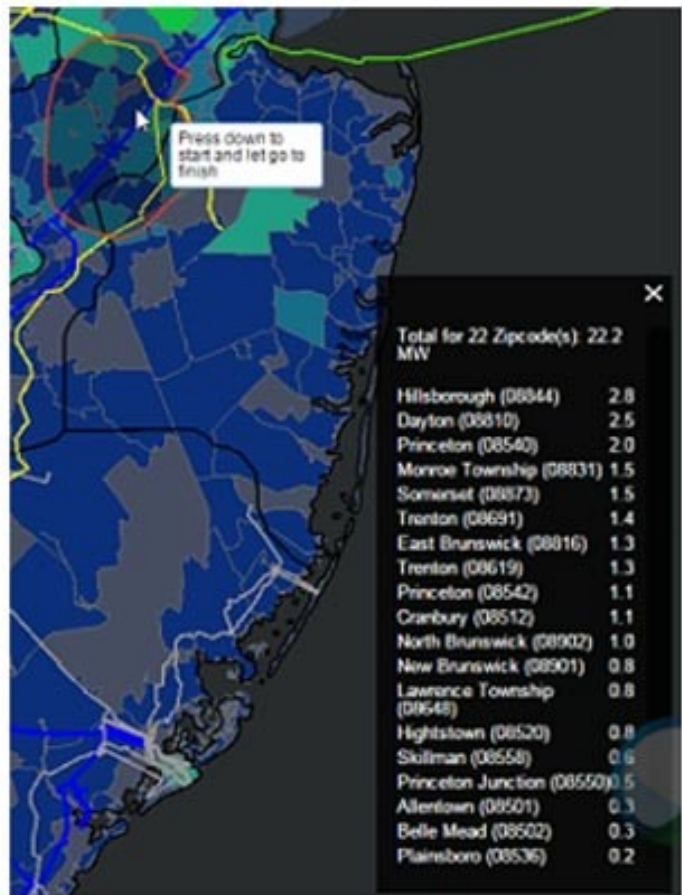 Press down to
start and let go to
finish
×
Total for 22 Zipcode(s): 22.2
MW
Hillsborough (08844) 2.8
Dayton (08810) 2.5
Princeton (08540) 2.0
Monroe Township (08831) 1.5
Somerset (08873) 1.5
Trenton (08691) 1.4
East Brunswick (08816) 1.3
Trenton (08619) 1.3
Princeton (08542) 1.1
Cranbury (08512) 1.1
North Brunswick (08902) 1.0
New Brunswick (08901) 0.8
Lawrence Township 0.8
(08648)
Hightstown (08520) 0.8
Skillman (08558) 0.6
Princeton Junction (08550) 0.5
Allentown (08501) 0.3
Belle Mead (08502) 0.3
Plainsboro (08536) 0.2